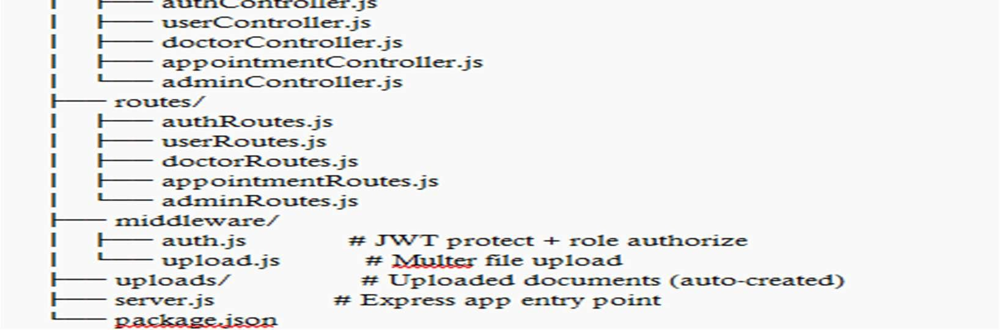 │ ├── authController.js
│ ├── userController.js
│ ├── doctorController.js
│ ├── appointmentController.js
│ └── adminController.js
├── routes/
│ ├── authRoutes.js
│ ├── userRoutes.js
│ ├── doctorRoutes.js
│ ├── appointmentRoutes.js
│ └── adminRoutes.js
├── middleware/
│ ├── auth.js # JWT protect + role authorize
│ └── upload.js # Multer file upload
├── uploads/ # Uploaded documents (auto-created)
├── server.js # Express app entry point
└── package.json